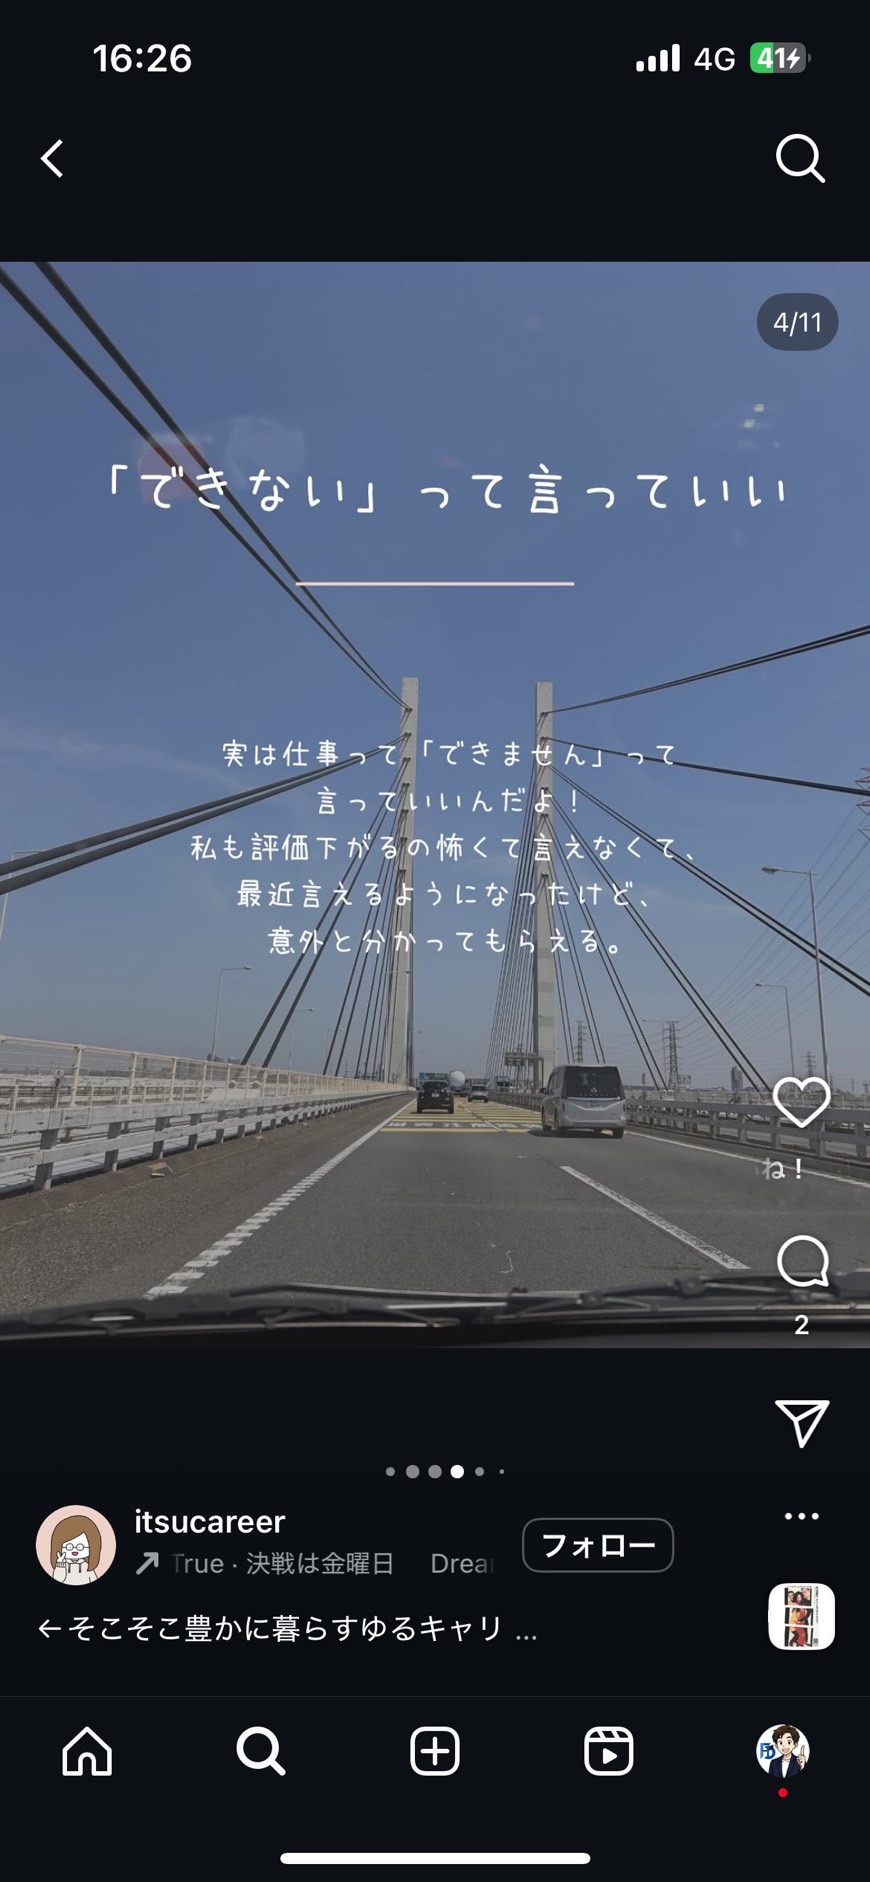 16:26
4G
41
4/11
「できない」って言っていい
実は仕事って「できません」って
言っていいんだよ！
私も評価下がるの怖くて言えなくて、
最近言えるようになったけど、
意外と分かってもらえる。
ね！
2
itsucareer
フォロー
True · 決戦は金曜日 Drea
←そこそこ豊かに暮らすゆるキャリ ...